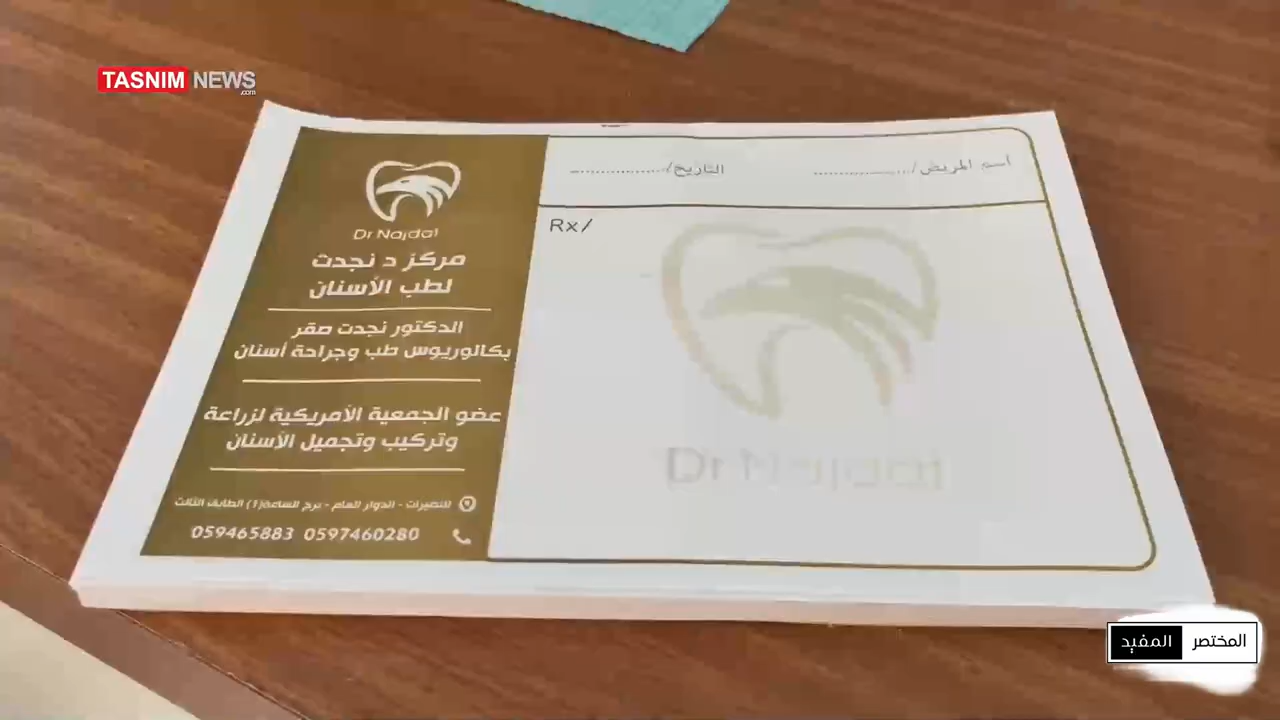 TASNIM NEWS
.com
Dr Najdat
مركز د نجدت
لطب الأسنان
الدكتور نجدت صقر
بكالوريوس طب وجراحة أسنان
عضو الجمعية الأمريكية لزراعة
وتركيب وتجميل الأسنان
النصيرات - الدوار العام - برج الساعة(1) الطابق الثالث
059465883 0597460280
أسم المريض/.................. التاريخ/..................
Rx/
Dr Najdat
المختصر المفيد